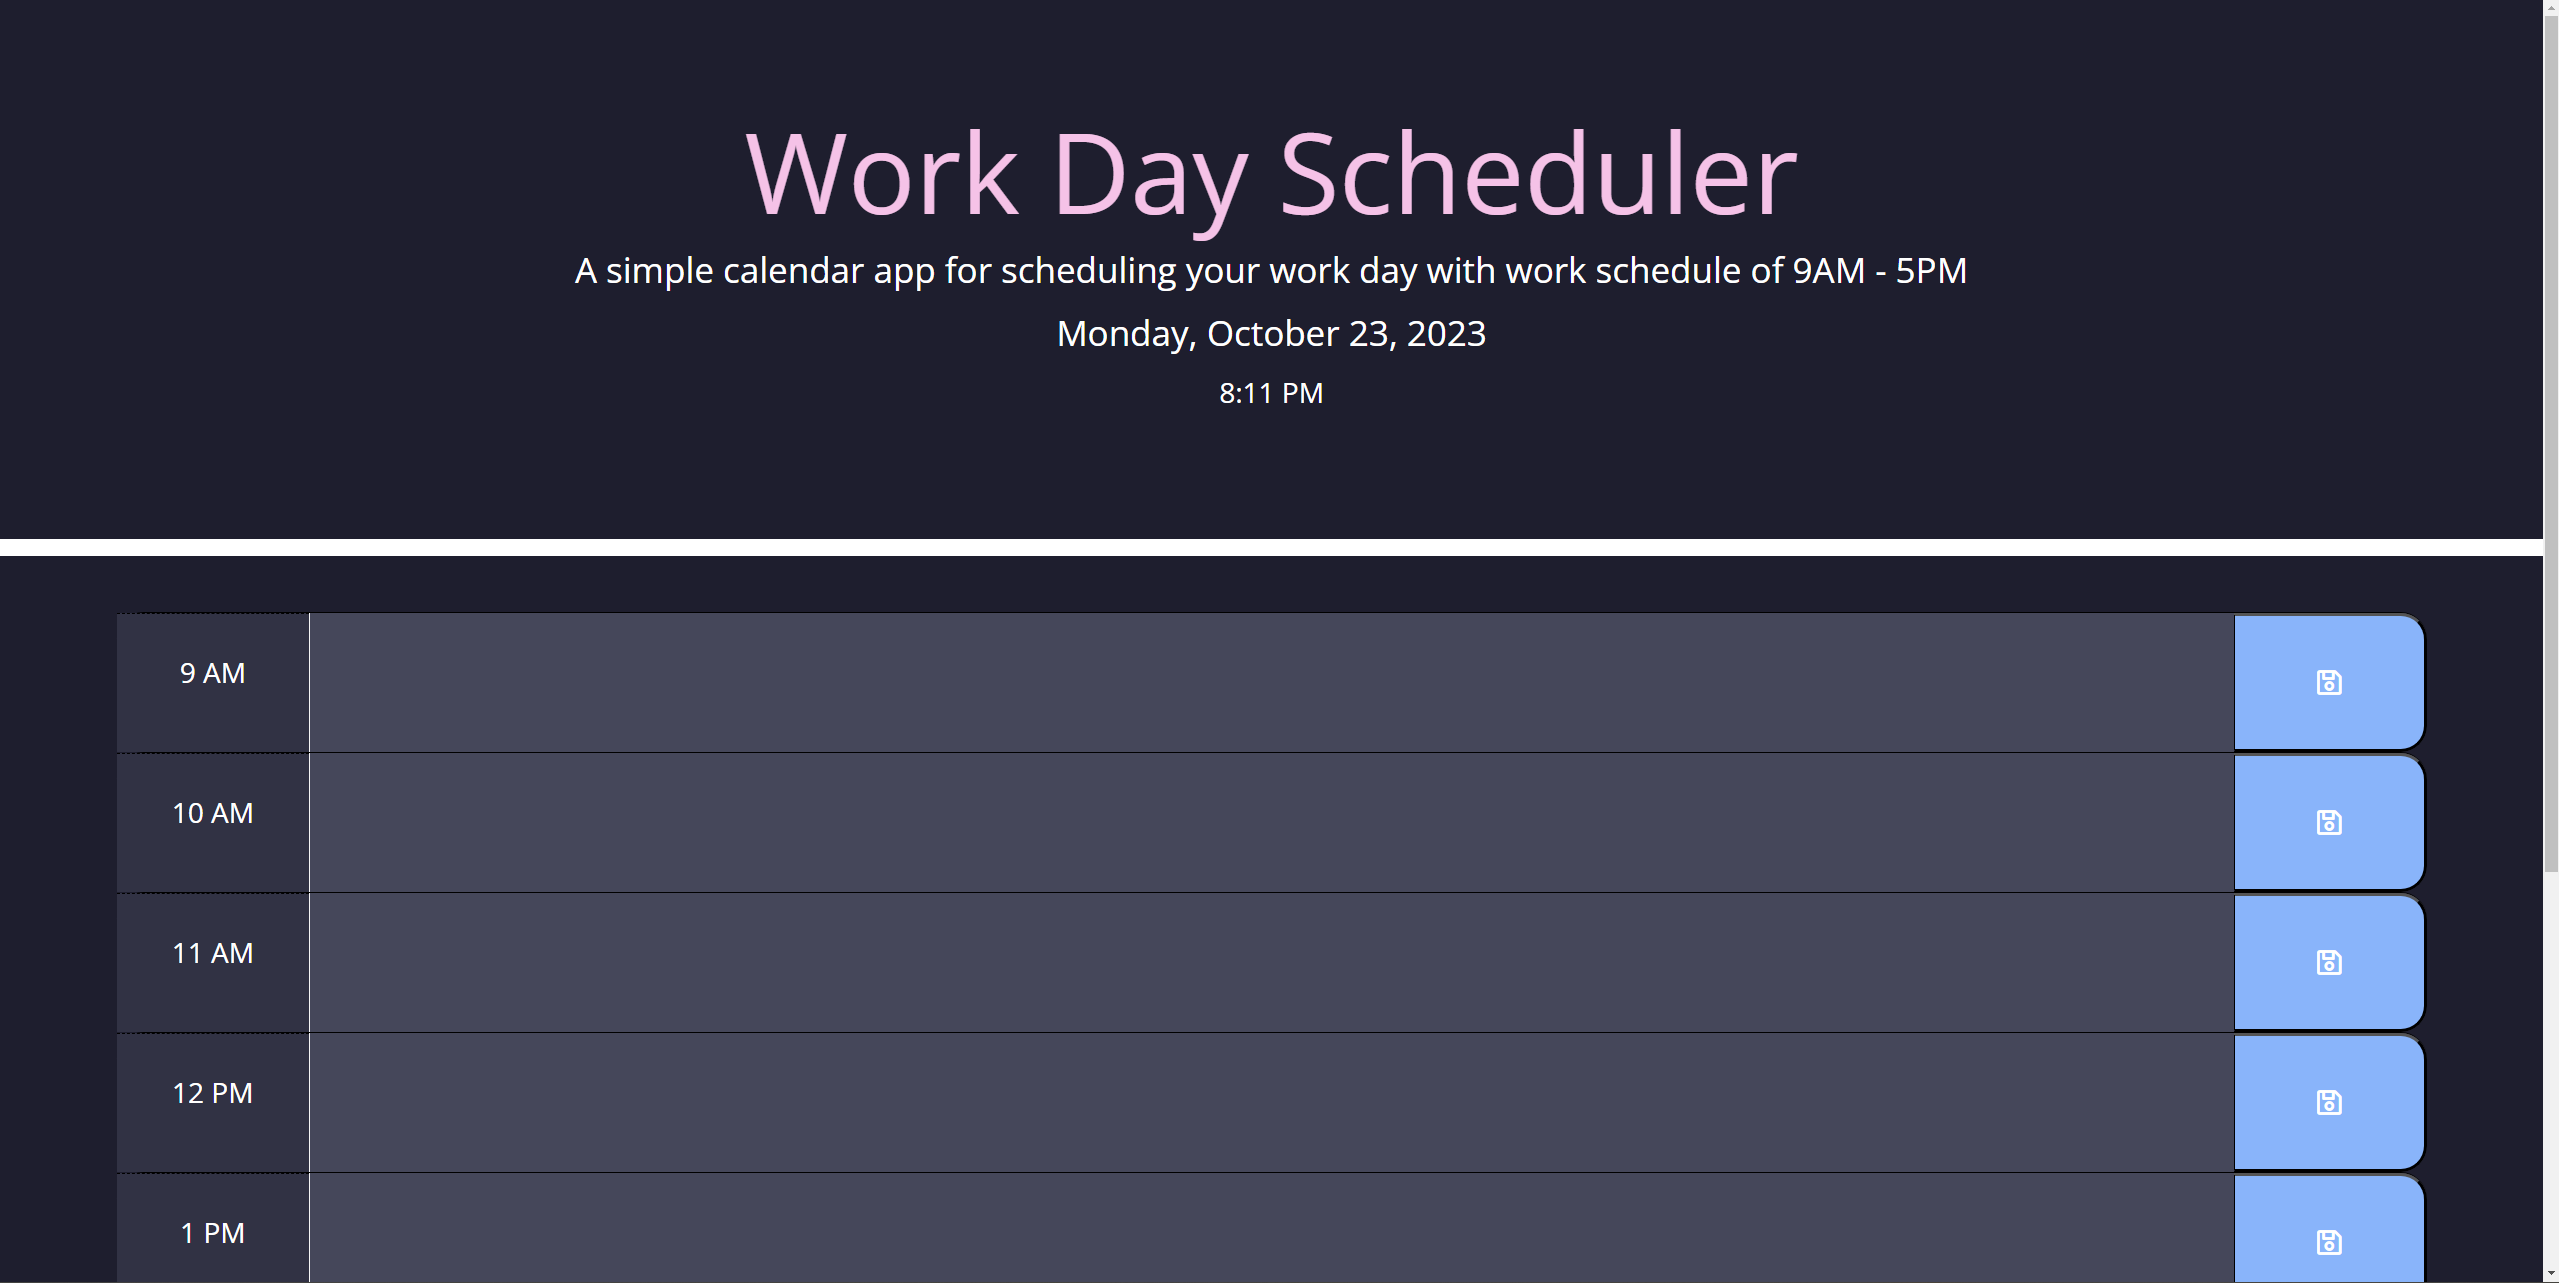 Work Day Scheduler
A simple calendar app for scheduling your work day with work schedule of 9AM - 5PM
Monday, October 23, 2023
8:11 PM
9 AM
10 AM
11 AM
12 PM
1 PM